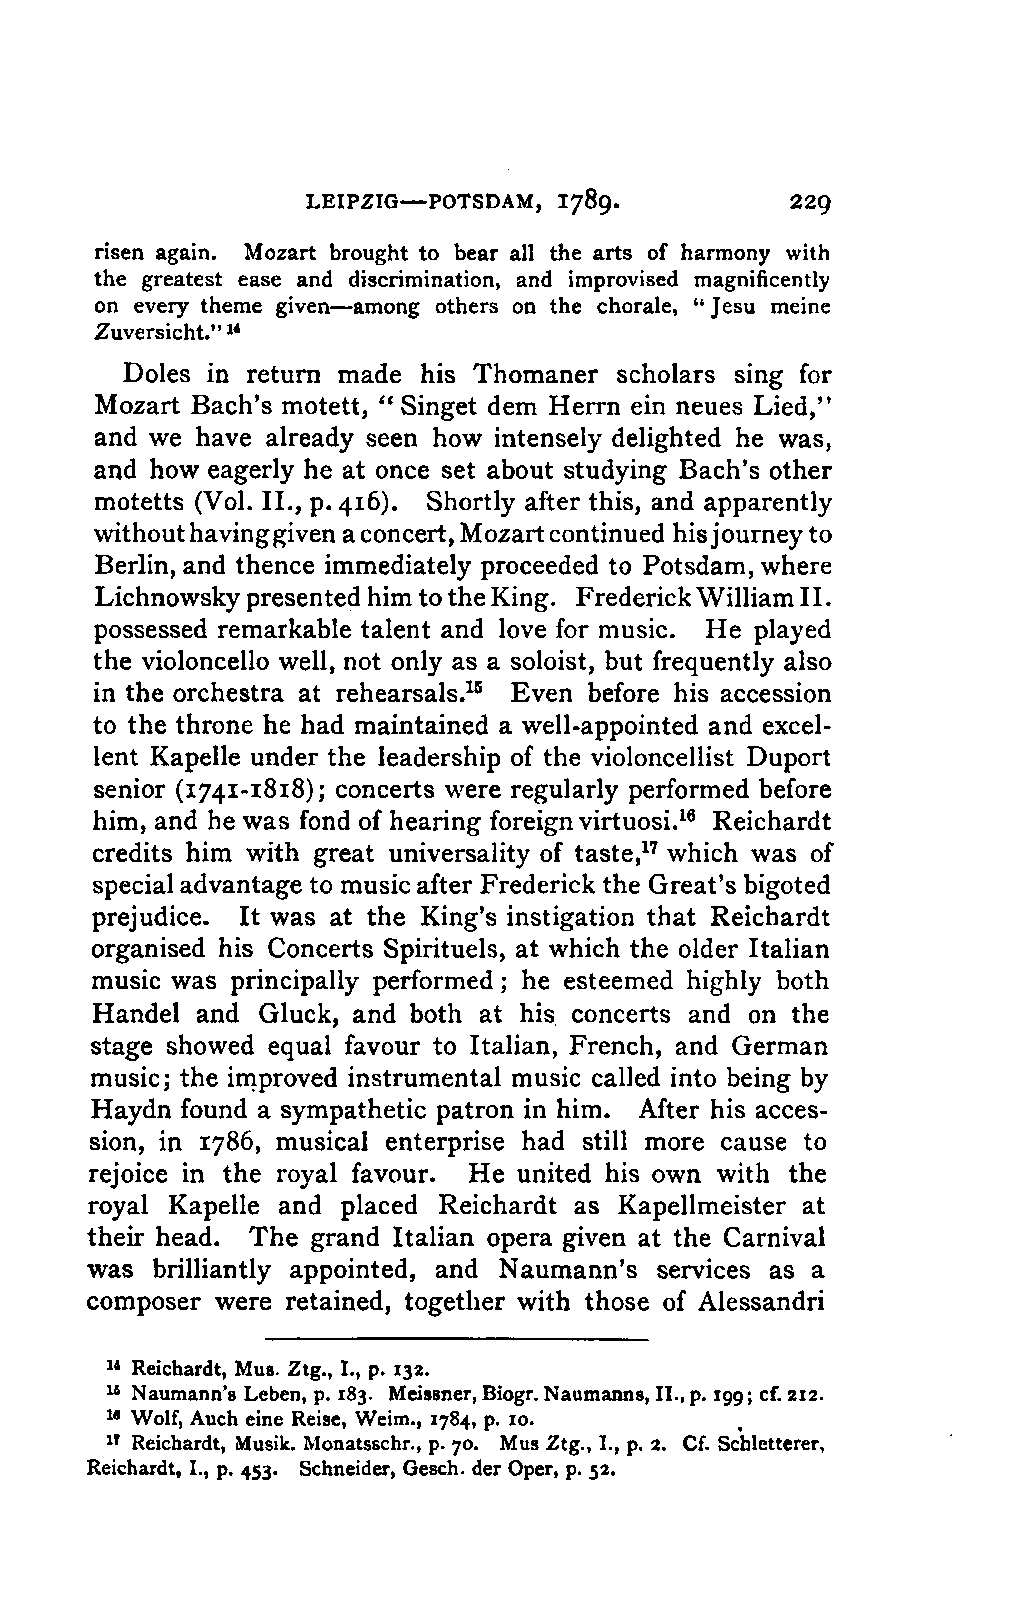 LEIPZIG—POTSDAM, 1789. 229
risen again. Mozart brought to bear all the arts of harmony with
the greatest ease and discrimination, and improvised magnificently
on every theme given—among others on the chorale, “Jesu meine
Zuversicht.” 14
Doles in return made his Thomaner scholars sing for
Mozart Bach's motett, “Singet dem Herrn ein neues Lied,”
and we have already seen how intensely delighted he was,
and how eagerly he at once set about studying Bach's other
motetts (Vol. II., p. 416). Shortly after this, and apparently
without having given a concert, Mozart continued his journey to
Berlin, and thence immediately proceeded to Potsdam, where
Lichnowsky presented him to the King. Frederick William II.
possessed remarkable talent and love for music. He played
the violoncello well, not only as a soloist, but frequently also
in the orchestra at rehearsals.15 Even before his accession
to the throne he had maintained a well-appointed and excel-
lent Kapelle under the leadership of the violoncellist Duport
senior (1741-1818); concerts were regularly performed before
him, and he was fond of hearing foreign virtuosi.16 Reichardt
credits him with great universality of taste,17 which was of
special advantage to music after Frederick the Great's bigoted
prejudice. It was at the King's instigation that Reichardt
organised his Concerts Spirituels, at which the older Italian
music was principally performed; he esteemed highly both
Handel and Gluck, and both at his concerts and on the
stage showed equal favour to Italian, French, and German
music; the improved instrumental music called into being by
Haydn found a sympathetic patron in him. After his acces-
sion, in 1786, musical enterprise had still more cause to
rejoice in the royal favour. He united his own with the
royal Kapelle and placed Reichardt as Kapellmeister at
their head. The grand Italian opera given at the Carnival
was brilliantly appointed, and Naumann's services as a
composer were retained, together with those of Alessandri
14 Reichardt, Mus. Ztg., I., p. 132.
15 Naumann's Leben, p. 183. Meissner, Biogr. Naumanns, II., p. 199; cf. 212.
16 Wolf, Auch eine Reise, Weim., 1784, p. 10.
17 Reichardt, Musik. Monatsschr., p. 70. Mus Ztg., I., p. 2. Cf. Schletterer,
Reichardt, I., p. 453. Schneider, Gesch. der Oper, p. 52.